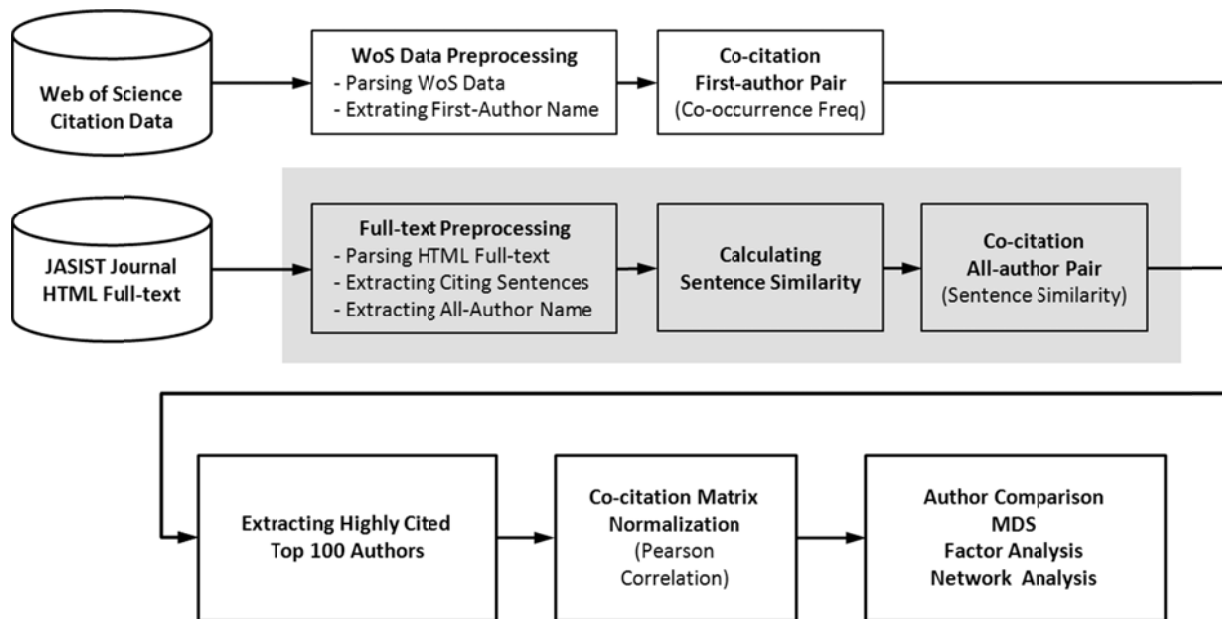 Web of Science
Citation Data
WoS Data Preprocessing
- Parsing WoS Data
- Extrating First-Author Name
Co-citation
First-author Pair
(Co-occurrence Freq)
JASIST Journal
HTML Full-text
Full-text Preprocessing
- Parsing HTML Full-text
- Extracting Citing Sentences
- Extracting All-Author Name
Calculating
Sentence Similarity
Co-citation
All-author Pair
(Sentence Similarity)
Extracting Highly Cited
Top 100 Authors
Co-citation Matrix
Normalization
(Pearson
Correlation)
Author Comparison
MDS
Factor Analysis
Network Analysis